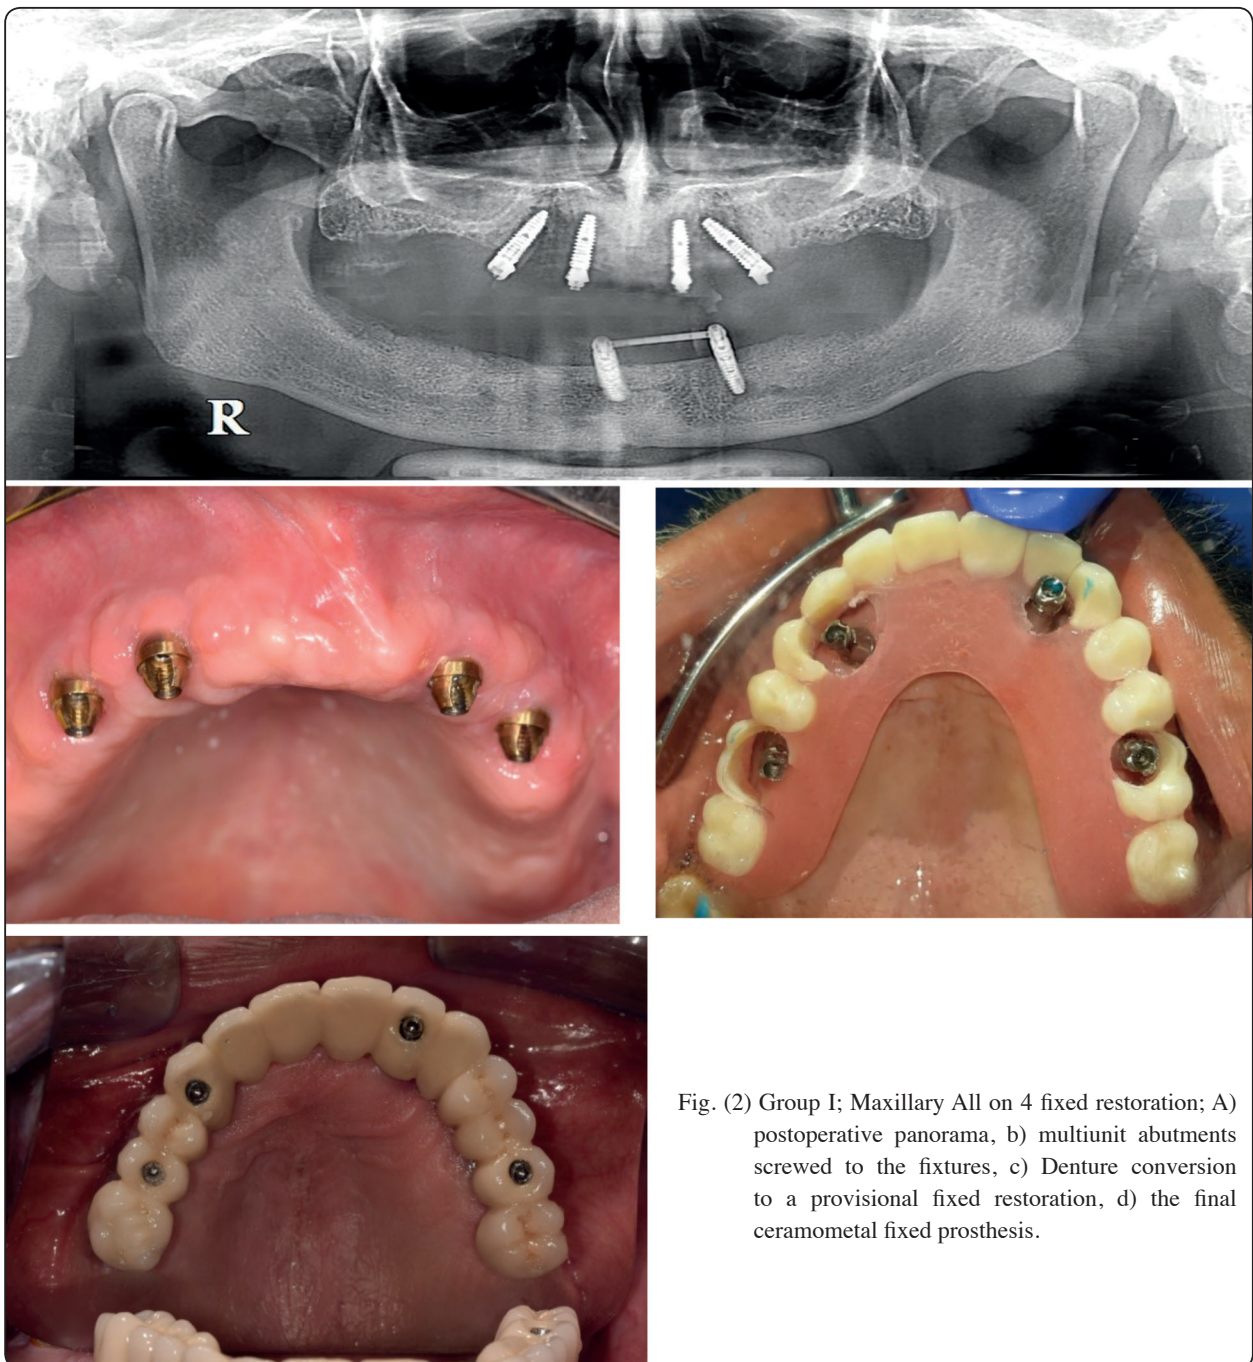 R
Fig. (2) Group I; Maxillary All on 4 fixed restoration; A)
postoperative panorama, b) multiunit abutments
screwed to the fixtures, c) Denture conversion
to a provisional fixed restoration, d) the final
ceramometal fixed prosthesis.